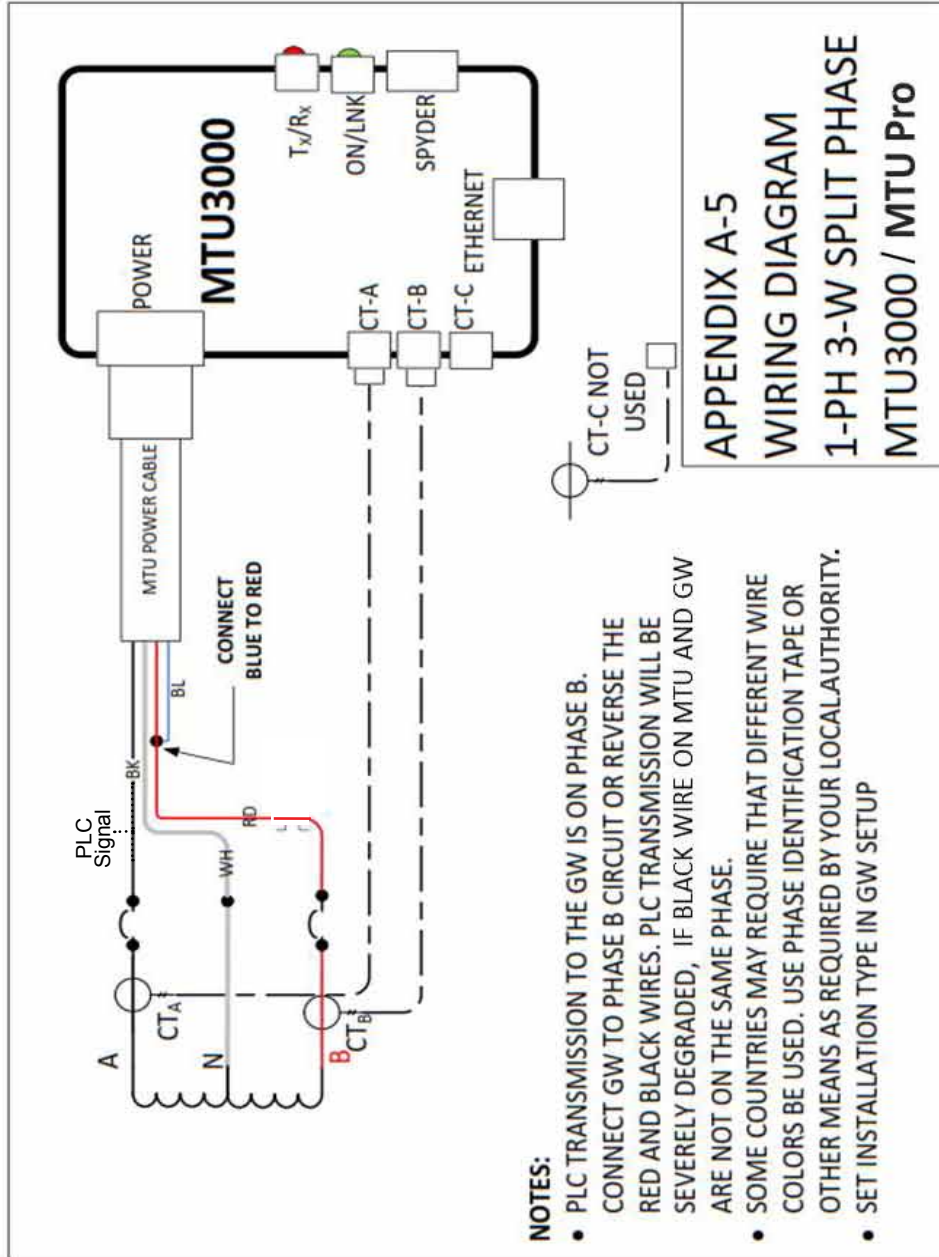 POWER
MTU3000
MTU POWER CABLE
Tx/Rx
ON/LNK
SPYDER
ETHERNET
CT-A
CT-B
CT-C
PLC
Signal
BK
BL
CONNECT
BLUE TO RED
RD
WH
A
N
B
CTA
CTB
CT-C NOT
USED
NOTES:
• PLC TRANSMISSION TO THE GW IS ON PHASE B.
CONNECT GW TO PHASE B CIRCUIT OR REVERSE THE
RED AND BLACK WIRES. PLC TRANSMISSION WILL BE
SEVERELY DEGRADED, IF BLACK WIRE ON MTU AND GW
ARE NOT ON THE SAME PHASE.
• SOME COUNTRIES MAY REQUIRE THAT DIFFERENT WIRE
COLORS BE USED. USE PHASE IDENTIFICATION TAPE OR
OTHER MEANS AS REQUIRED BY YOUR LOCAL AUTHORITY.
• SET INSTALLATION TYPE IN GW SETUP
APPENDIX A-5
WIRING DIAGRAM
1-PH 3-W SPLIT PHASE
MTU3000 / MTU Pro